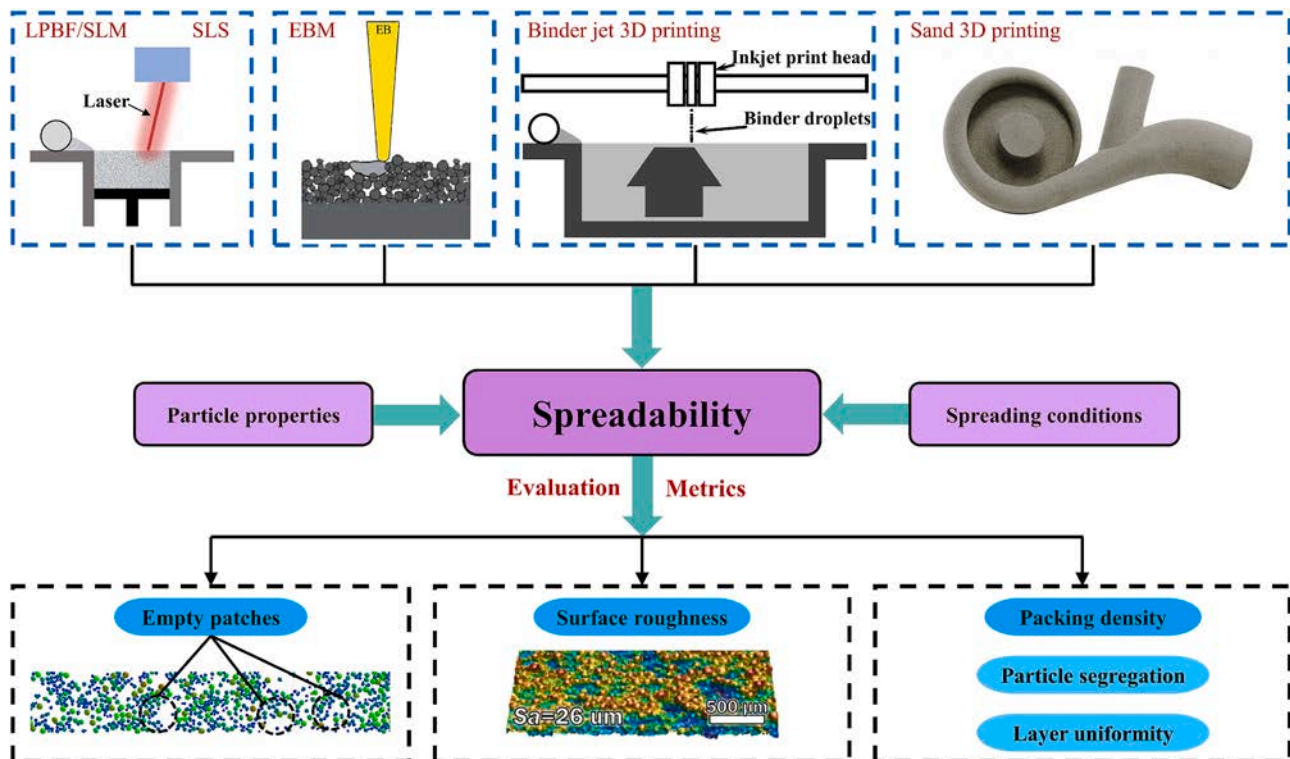 LPBF/SLM SLS
Laser
EBM
EB
Binder jet 3D printing
Inkjet print head
Binder droplets
Sand 3D printing
Particle properties
Spreadability
Spreading conditions
Evaluation Metrics
Empty patches
Surface roughness
Sa=26 um
500 μm
Packing density
Particle segregation
Layer uniformity